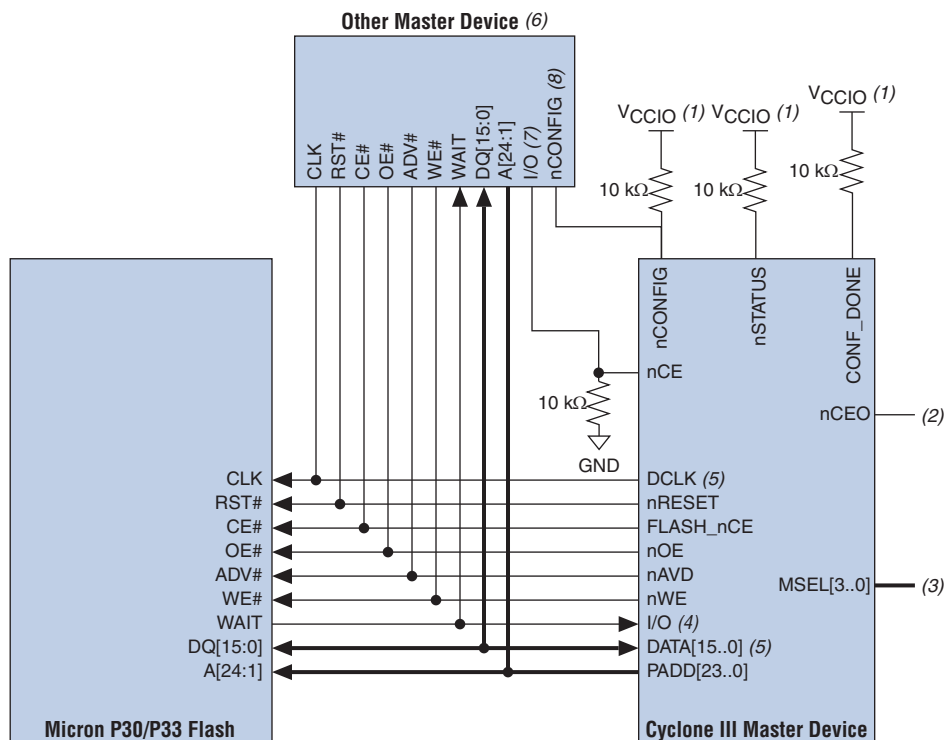 Other Master Device (6)
CLK
RST#
CE#
OE#
ADV#
WE#
WAIT
DQ[15:0]
A[24:1]
I/O (7)
nCONFIG (8)
VCCIO (1)
VCCIO (1)
VCCIO (1)
10 kΩ
10 kΩ
10 kΩ
nCONFIG
nSTATUS
CONF_DONE
nCE
10 kΩ
GND
nCEO
(2)
CLK
RST#
CE#
OE#
ADV#
WE#
WAIT
DQ[15:0]
A[24:1]
DCLK (5)
nRESET
FLASH_nCE
nOE
nAVD
nWE
I/O (4)
DATA[15..0] (5)
PADD[23..0]
MSEL[3..0]
(3)
Micron P30/P33 Flash
Cyclone III Master Device